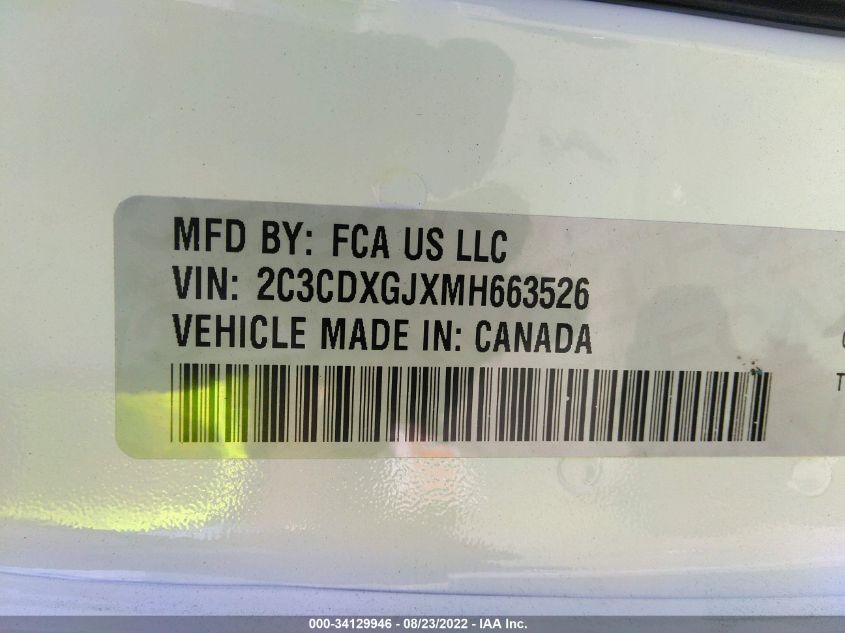 MFD BY: FCA US LLC
VIN: 2C3CDXGJXMH663526
VEHICLE MADE IN: CANADA
T
000-34129946 - 08/23/2022 - IAA Inc.